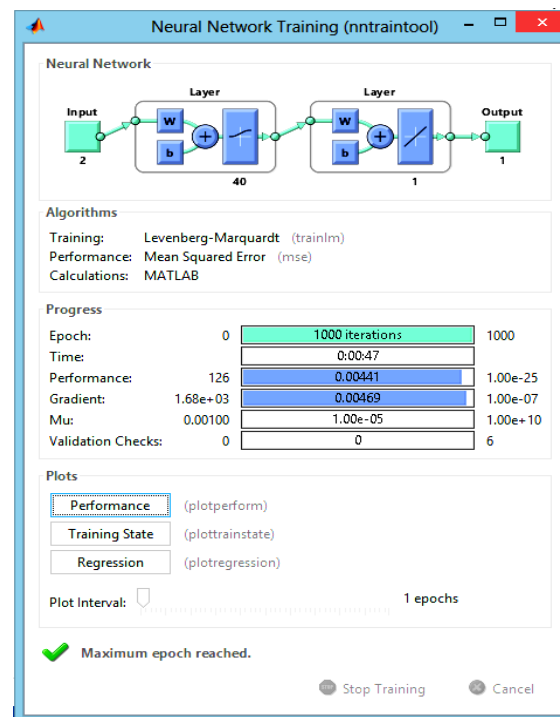 Neural Network Training (nntraintool)
Neural Network
Layer Layer
Input Output
W W
b b
2 40 1 1
Algorithms
Training: Levenberg-Marquardt (trainlm)
Performance: Mean Squared Error (mse)
Calculations: MATLAB
Progress
Epoch: 0 1000 iterations 1000
Time: 0:00:47
Performance: 126 0.00441 1.00e-25
Gradient: 1.68e+03 0.00469 1.00e-07
Mu: 0.00100 1.00e-05 1.00e+10
Validation Checks: 0 0 6
Plots
Performance (plotperform)
Training State (plottrainstate)
Regression (plotregression)
Plot Interval: 1 epochs
Maximum epoch reached.
Stop Training Cancel